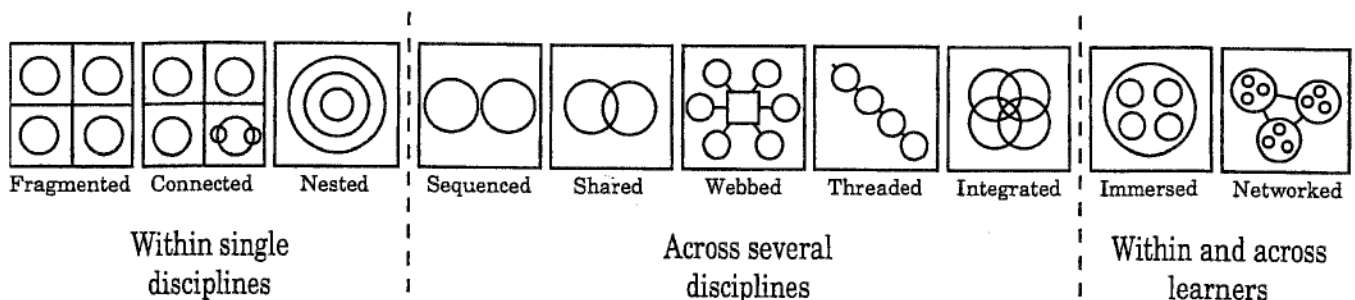 Fragmented Connected Nested Sequenced Shared Webbed Threaded Integrated Immersed Networked
Within single
disciplines
Across several
disciplines
Within and across
learners